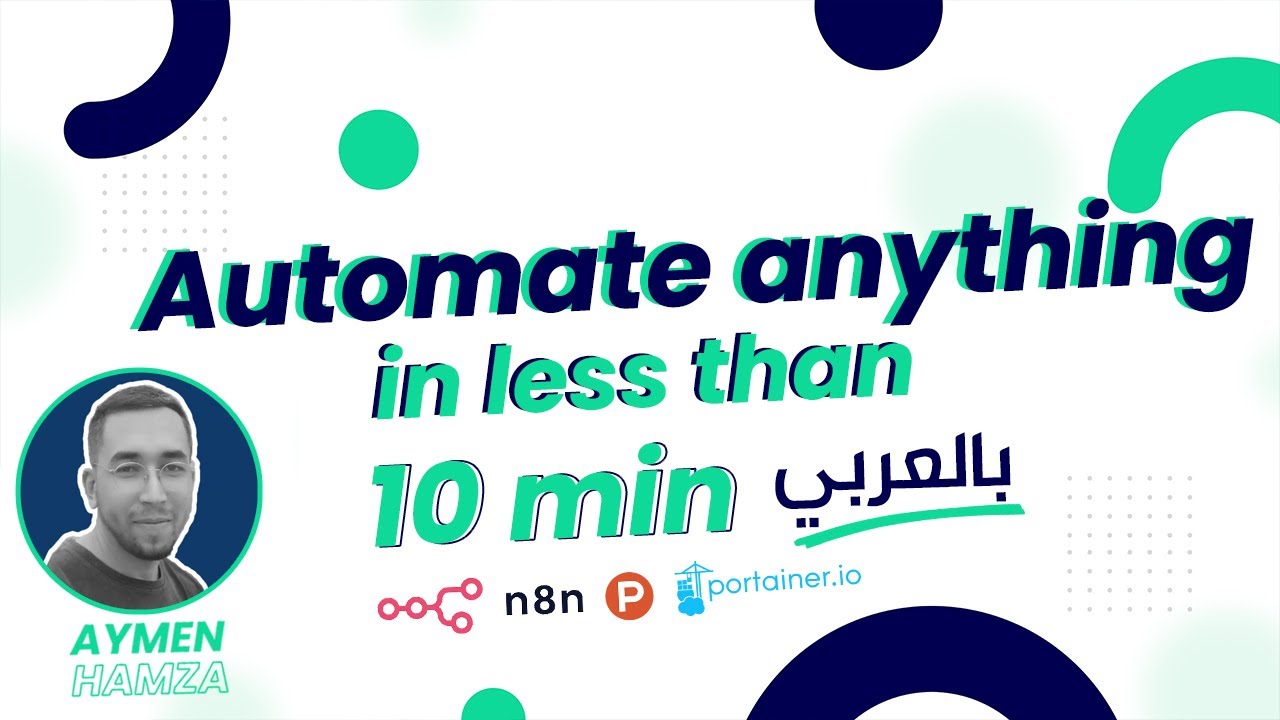 Automate anything
in less than
10 min بالعربي
n8n P portainer.io
AYMEN
HAMZA